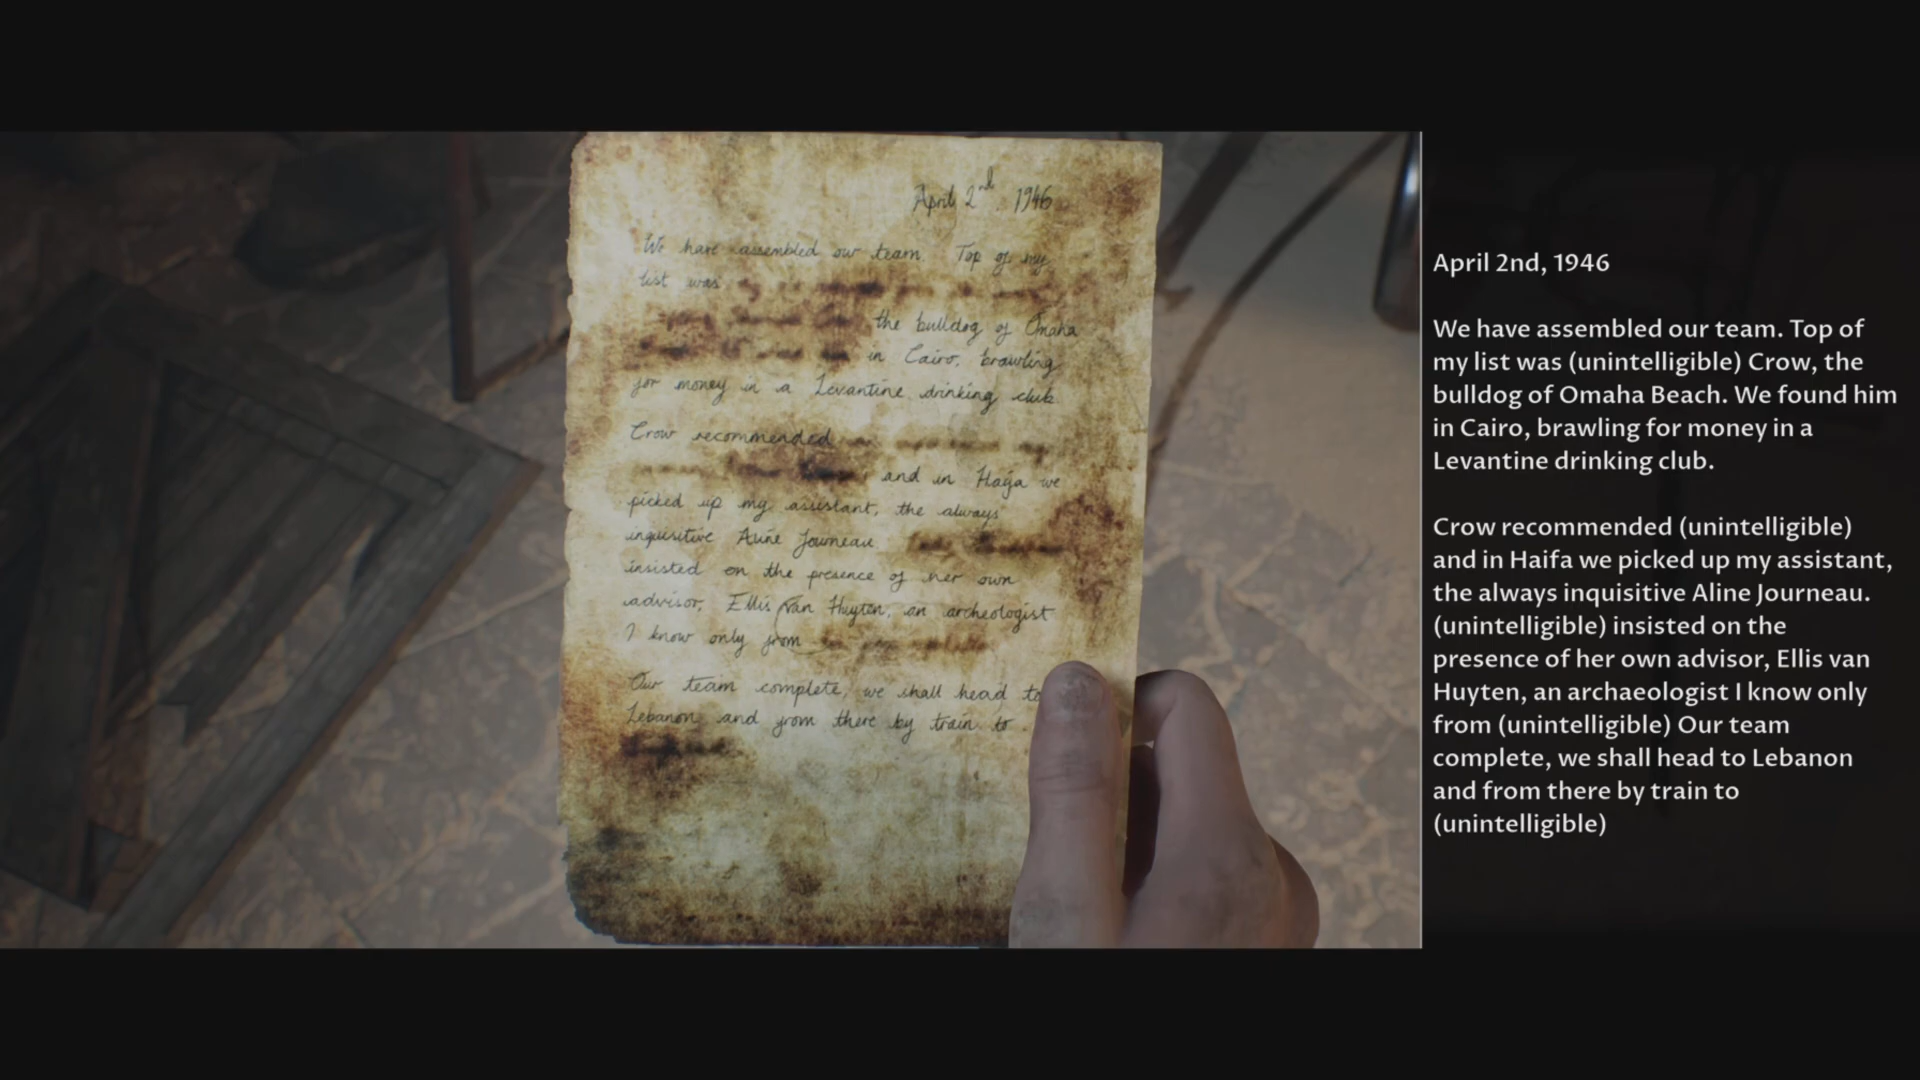 April 2nd 1946
We have assembled our team. Top of my
list was
the bulldog of Omaha
in Cairo, brawling
for money in a Levantine drinking club
Crow recommended
and in Haifa we
picked up my assistant, the always
inquisitive Aline Journeau
insisted on the presence of her own
advisor, Ellis van Huyten, an archeologist
I know only from
Our team complete, we shall head to
Lebanon and from there by train to
April 2nd, 1946
We have assembled our team. Top of
my list was (unintelligible) Crow, the
bulldog of Omaha Beach. We found him
in Cairo, brawling for money in a
Levantine drinking club.
Crow recommended (unintelligible)
and in Haifa we picked up my assistant,
the always inquisitive Aline Journeau.
(unintelligible) insisted on the
presence of her own advisor, Ellis van
Huyten, an archaeologist I know only
from (unintelligible) Our team
complete, we shall head to Lebanon
and from there by train to
(unintelligible)